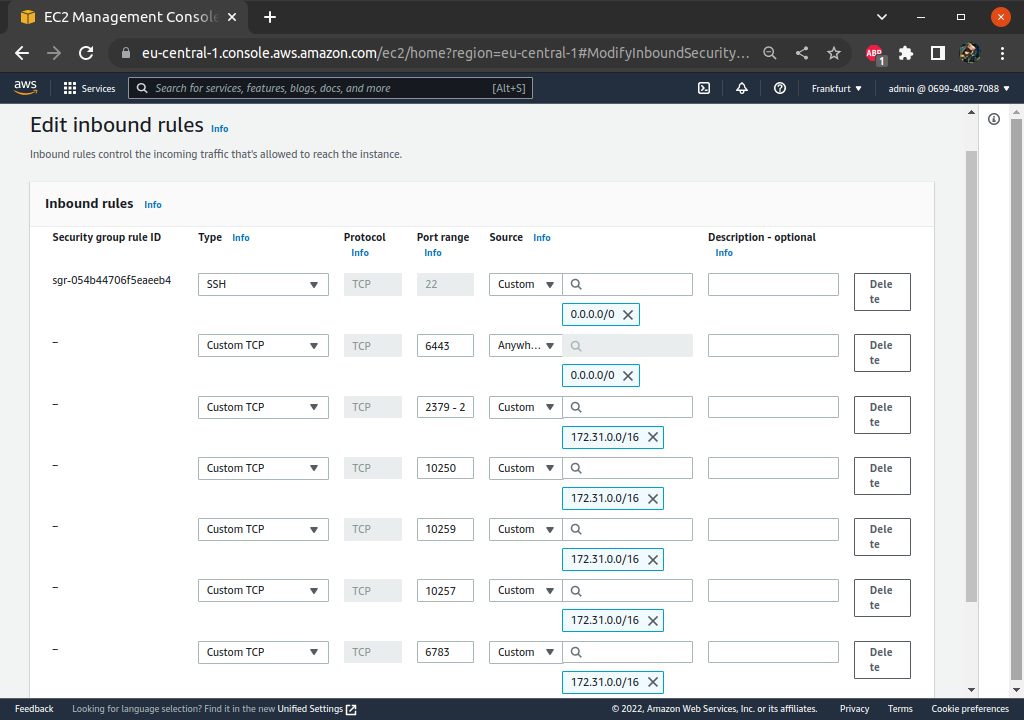 EC2 Management Console
eu-central-1.console.aws.amazon.com/ec2/home?region=eu-central-1#ModifyInboundSecurity...
ABP
1
aws
Services
Search for services, features, blogs, docs, and more
[Alt+S]
Frankfurt
admin @ 0699-4089-7088
Edit inbound rules Info
Inbound rules control the incoming traffic that's allowed to reach the instance.
Inbound rules Info
Security group rule ID Type Info Protocol Info Port range Info Source Info Description - optional Info
sgr-054b44706f5eaeeb4 SSH TCP 22 Custom Delete
0.0.0.0/0
– Custom TCP TCP 6443 Anywh... Delete
0.0.0.0/0
– Custom TCP TCP 2379 - 2 Custom Delete
172.31.0.0/16
– Custom TCP TCP 10250 Custom Delete
172.31.0.0/16
– Custom TCP TCP 10259 Custom Delete
172.31.0.0/16
– Custom TCP TCP 10257 Custom Delete
172.31.0.0/16
– Custom TCP TCP 6783 Custom Delete
172.31.0.0/16
Feedback Looking for language selection? Find it in the new Unified Settings © 2022, Amazon Web Services, Inc. or its affiliates. Privacy Terms Cookie preferences